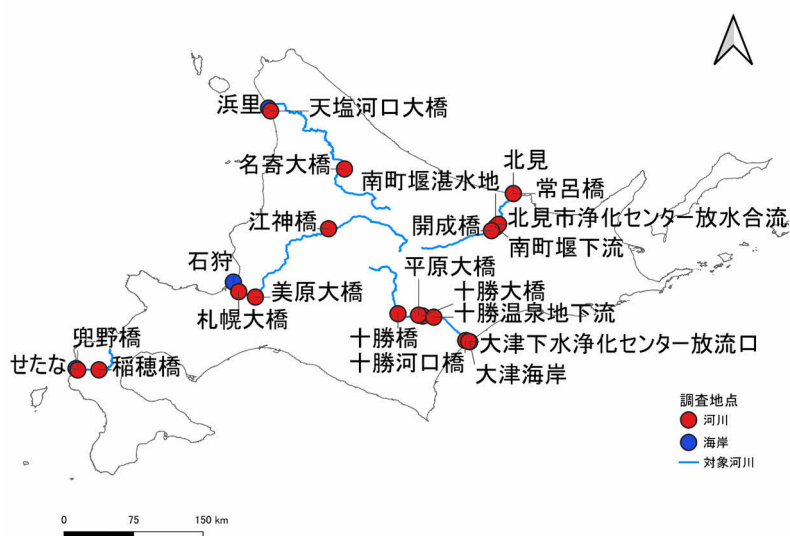 浜里
天塩河口大橋
名寄大橋
北見
南町堰湛水地
常呂橋
江神橋
開成橋
北見市浄化センター放水合流
南町堰下流
石狩
平原大橋
美原大橋
十勝大橋
札幌大橋
十勝温泉地下流
兜野橋
十勝橋
大津下水浄化センター放流口
せたな
稲穂橋
十勝河口橋
大津海岸
調査地点
河川
海岸
対象河川
0 75 150 km